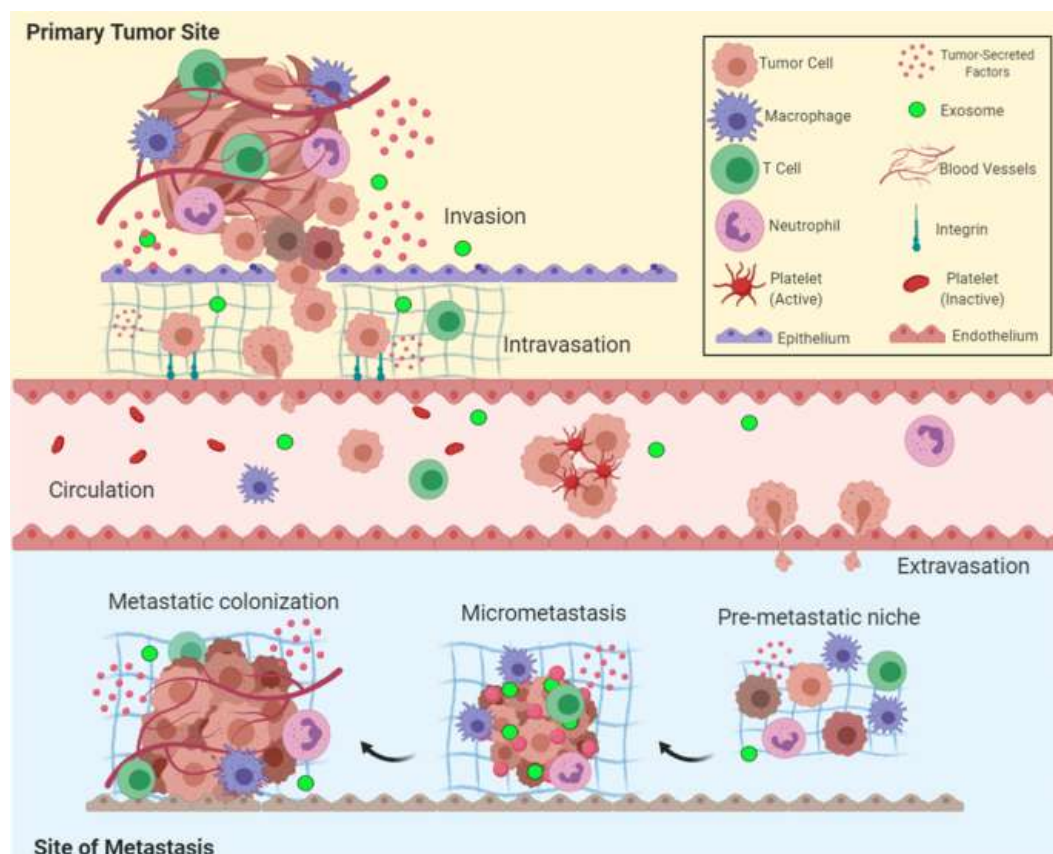 Primary Tumor Site
Tumor Cell
Tumor-Secreted
Factors
Macrophage
Exosome
T Cell
Blood Vessels
Neutrophil
Integrin
Platelet
(Active)
Platelet
(Inactive)
Epithelium
Endothelium
Invasion
Intravasation
Circulation
Extravasation
Metastatic colonization
Micrometastasis
Pre-metastatic niche
Site of Metastasis